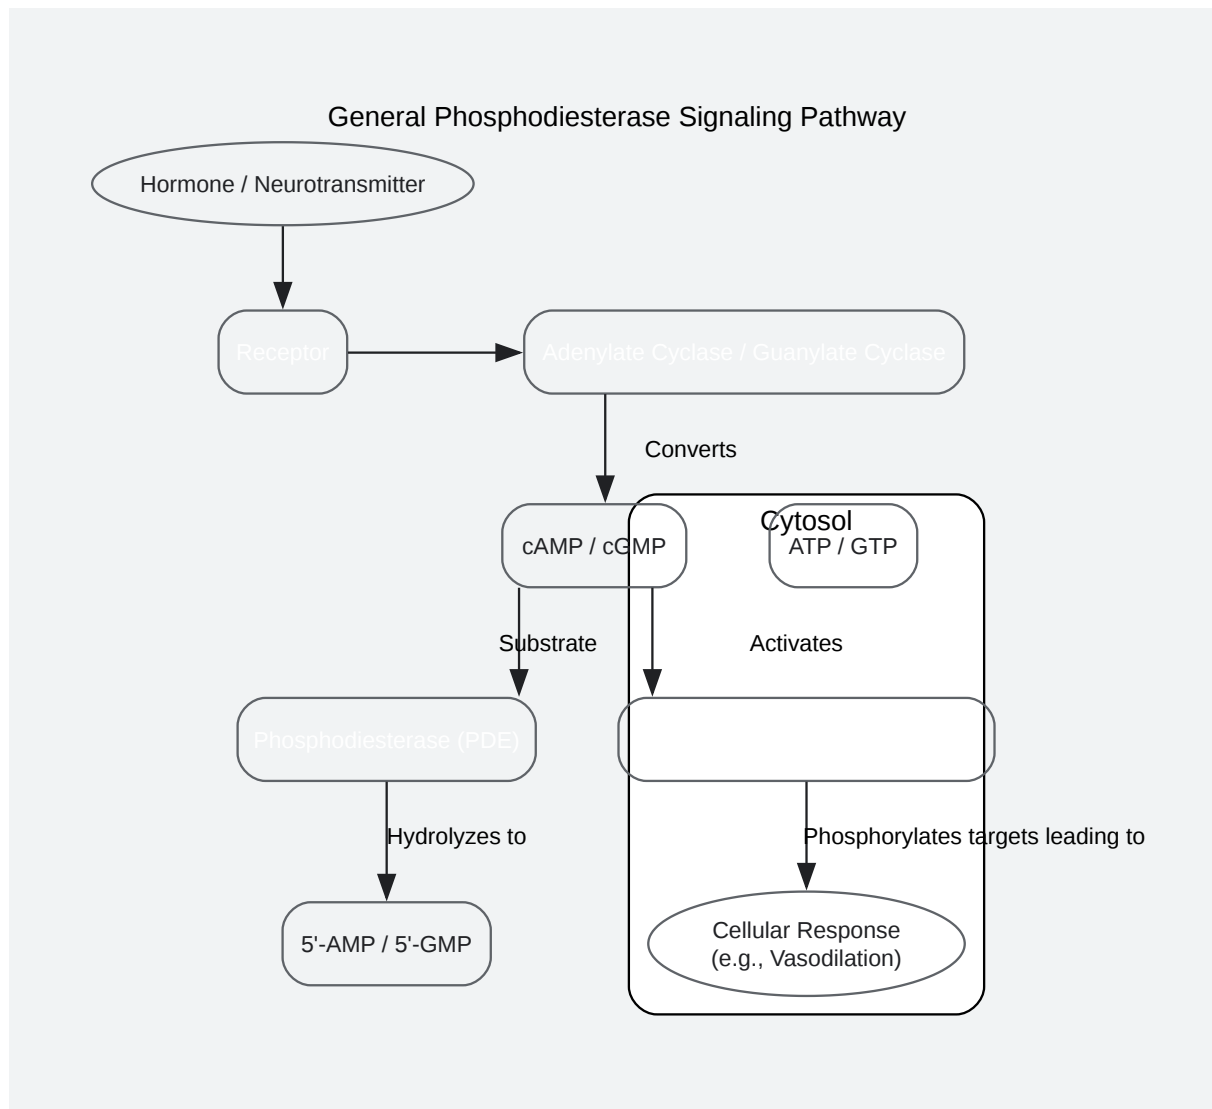 General Phosphodiesterase Signaling Pathway
Hormone / Neurotransmitter
Receptor
Adenylate Cyclase / Guanylate Cyclase
Converts
Cytosol
cAMP / cGMP
ATP / GTP
Substrate
Activates
Phosphodiesterase (PDE)
Hydrolyzes to
Phosphorylates targets leading to
5'-AMP / 5'-GMP
Cellular Response
(e.g., Vasodilation)